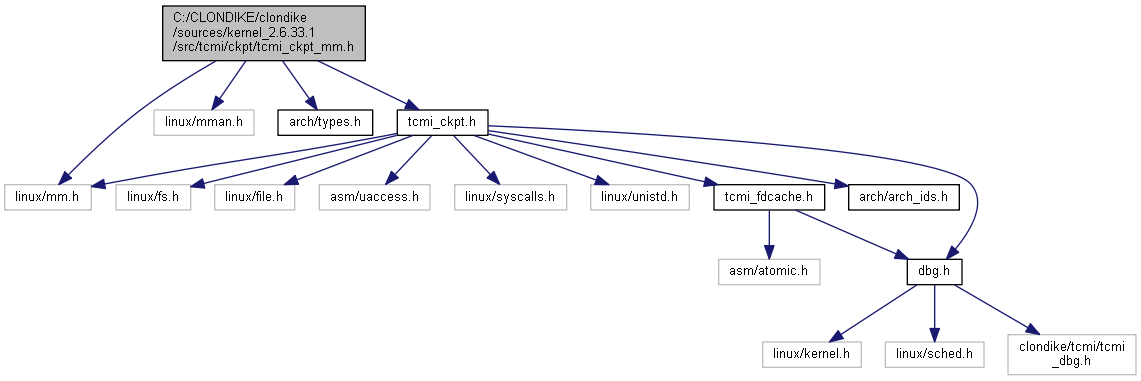 C:/CLONDIKE/clondike
/sources/kernel_2.6.33.1
/src/tcmi/ckpt/tcmi_ckpt_mm.h
linux/mman.h
arch/types.h
tcmi_ckpt.h
linux/mm.h
linux/fs.h
linux/file.h
asm/uaccess.h
linux/syscalls.h
linux/unistd.h
tcmi_fdcache.h
arch/arch_ids.h
asm/atomic.h
dbg.h
linux/kernel.h
linux/sched.h
clondike/tcmi/tcmi
_dbg.h